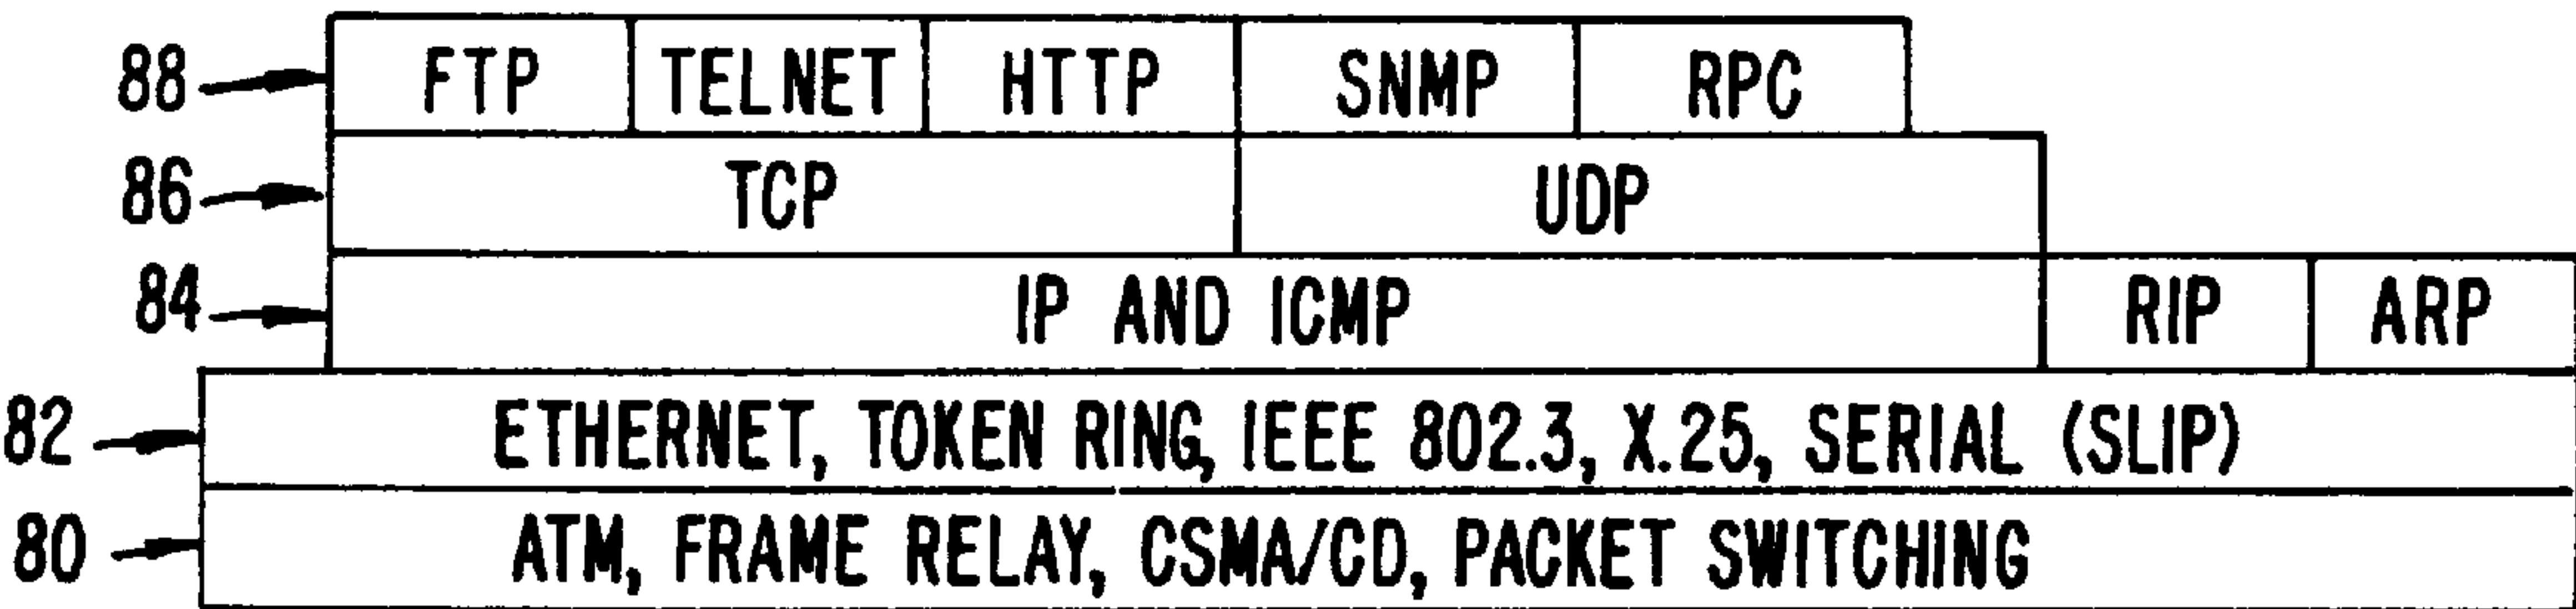 88 FTP TELNET HTTP SNMP RPC
86 TCP UDP
84 IP AND ICMP RIP ARP
82 ETHERNET, TOKEN RING, IEEE 802.3, X.25, SERIAL (SLIP)
80 ATM, FRAME RELAY, CSMA/CD, PACKET SWITCHING